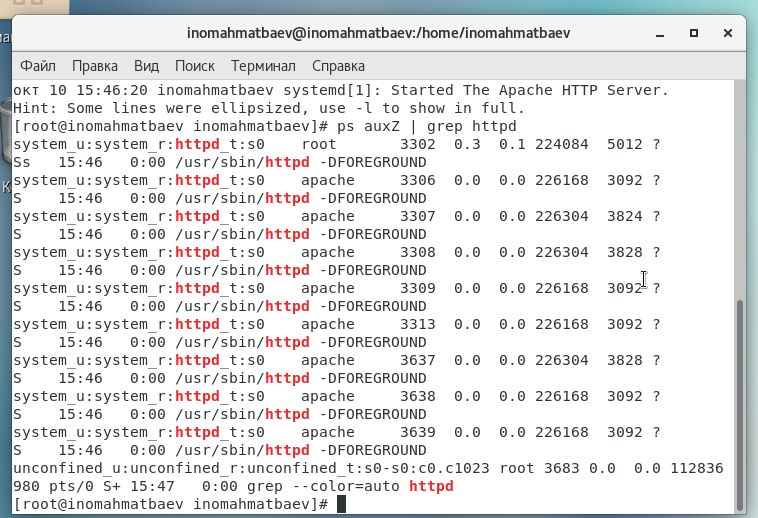 inomahmatbaev@inomahmatbaev:/home/inomahmatbaev
Файл Правка Вид Поиск Терминал Справка
окт 10 15:46:20 inomahmatbaev systemd[1]: Started The Apache HTTP Server.
Hint: Some lines were ellipsized, use -l to show in full.
[root@inomahmatbaev inomahmatbaev]# ps auxZ | grep httpd
system_u:system_r:httpd_t:s0    root       3302  0.3  0.1 224084  5012 ?
Ss   15:46   0:00 /usr/sbin/httpd -DFOREGROUND
system_u:system_r:httpd_t:s0    apache     3306  0.0  0.0 226168  3092 ?
S    15:46   0:00 /usr/sbin/httpd -DFOREGROUND
system_u:system_r:httpd_t:s0    apache     3307  0.0  0.0 226304  3824 ?
S    15:46   0:00 /usr/sbin/httpd -DFOREGROUND
system_u:system_r:httpd_t:s0    apache     3308  0.0  0.0 226304  3828 ?
S    15:46   0:00 /usr/sbin/httpd -DFOREGROUND
system_u:system_r:httpd_t:s0    apache     3309  0.0  0.0 226168  3092 ?
S    15:46   0:00 /usr/sbin/httpd -DFOREGROUND
system_u:system_r:httpd_t:s0    apache     3313  0.0  0.0 226168  3092 ?
S    15:46   0:00 /usr/sbin/httpd -DFOREGROUND
system_u:system_r:httpd_t:s0    apache     3637  0.0  0.0 226304  3828 ?
S    15:46   0:00 /usr/sbin/httpd -DFOREGROUND
system_u:system_r:httpd_t:s0    apache     3638  0.0  0.0 226168  3092 ?
S    15:46   0:00 /usr/sbin/httpd -DFOREGROUND
system_u:system_r:httpd_t:s0    apache     3639  0.0  0.0 226168  3092 ?
S    15:46   0:00 /usr/sbin/httpd -DFOREGROUND
unconfined_u:unconfined_r:unconfined_t:s0-s0:c0.c1023 root 3683 0.0  0.0 112836
980 pts/0 S+ 15:47   0:00 grep --color=auto httpd
[root@inomahmatbaev inomahmatbaev]#